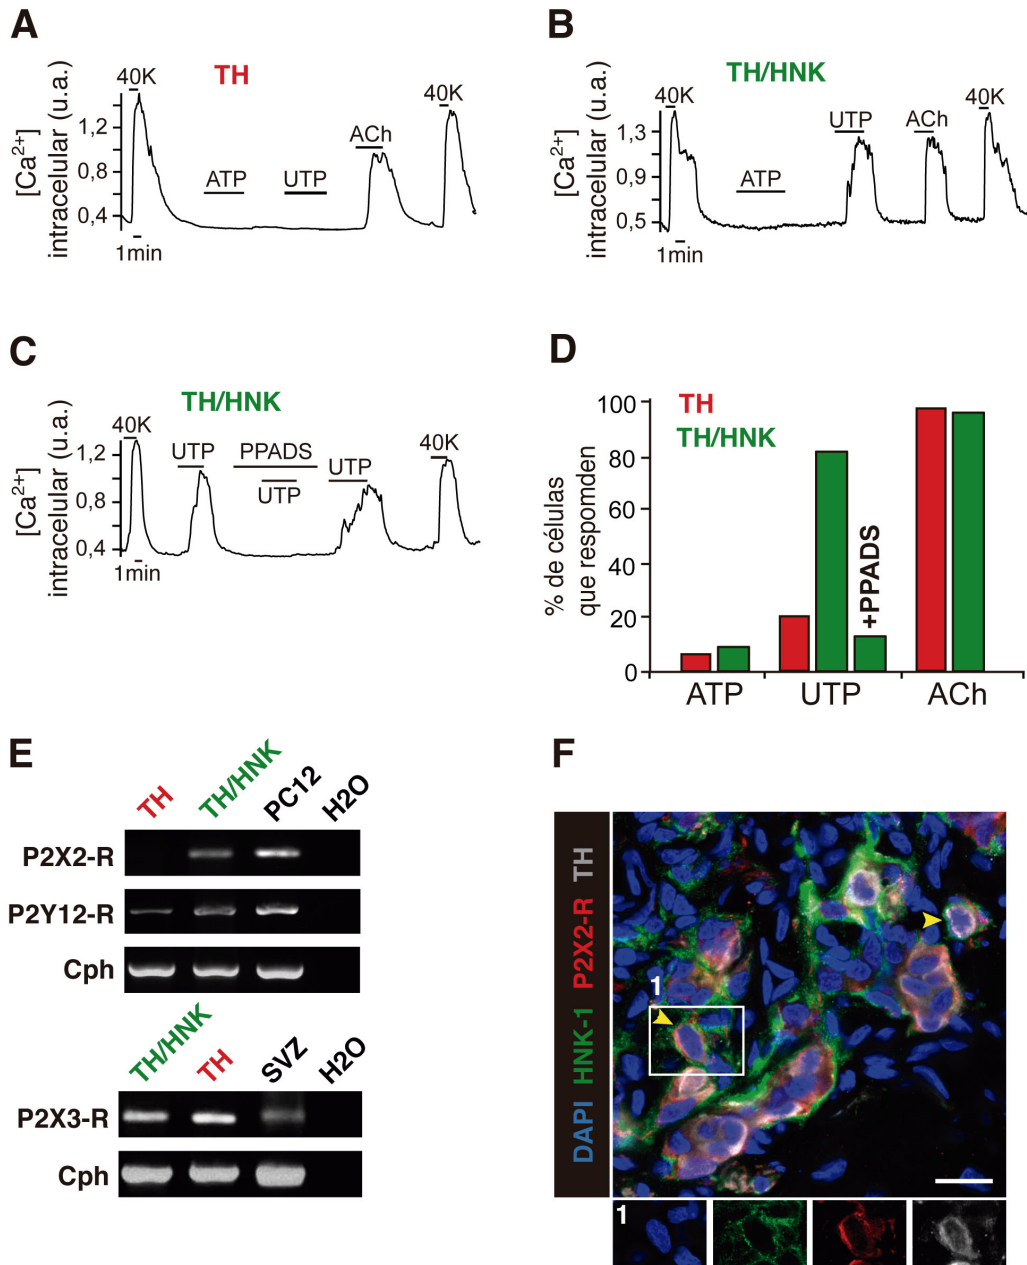 A
TH
40K
ATP
UTP
ACh
40K
[Ca2+]
intracelular (u.a.)
1,2
0,8
0,4
1min
B
TH/HNK
40K
ATP
UTP
ACh
40K
[Ca2+]
intracelular (u.a.)
1,3
0,9
0,5
1min
C
TH/HNK
40K
UTP
PPADS
UTP
UTP
40K
[Ca2+]
intracelular (u.a.)
1,2
0,8
0,4
1min
D
TH
TH/HNK
% de células
que respomden
100
80
60
40
20
0
+PPADS
ATP
UTP
ACh
E
TH
TH/HNK
PC12
H2O
P2X2-R
P2Y12-R
Cph
TH/HNK
TH
SVZ
H2O
P2X3-R
Cph
F
DAPI HNK-1 P2X2-R TH
1
1